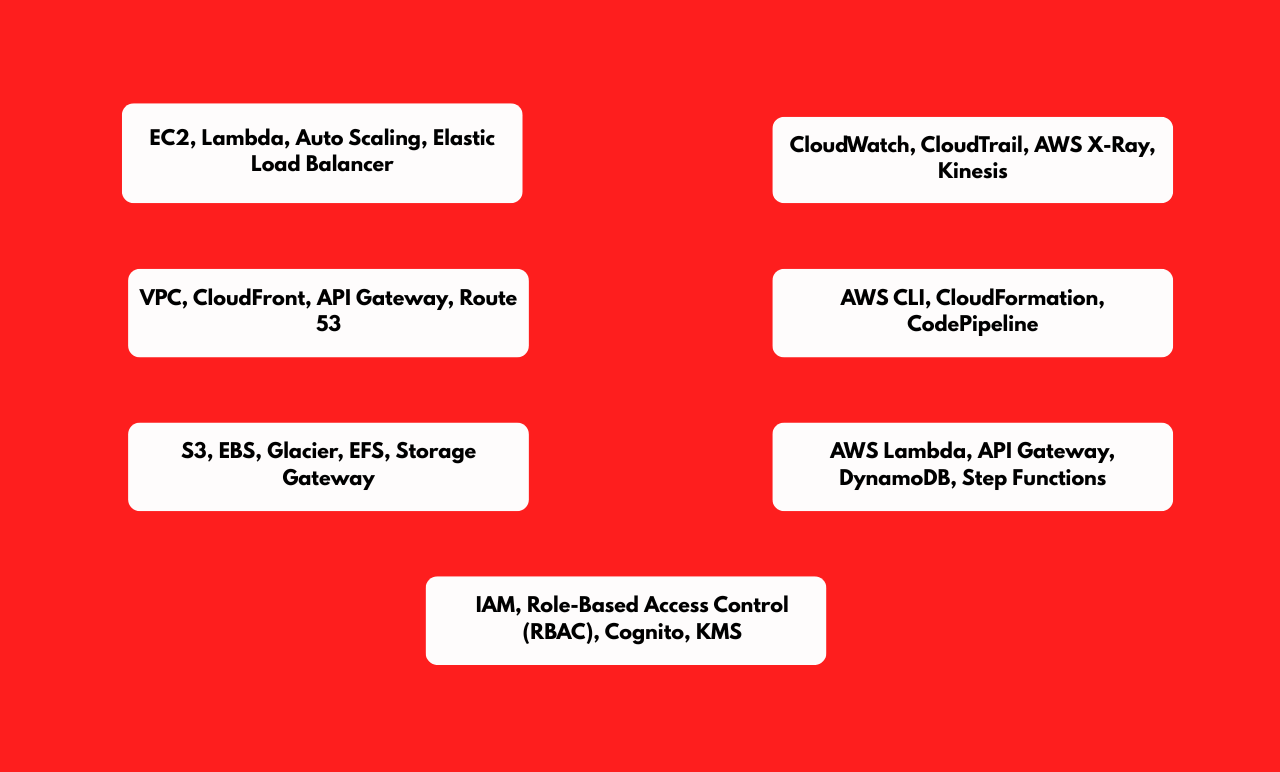 EC2, Lambda, Auto Scaling, Elastic
Load Balancer
CloudWatch, CloudTrail, AWS X-Ray,
Kinesis
VPC, CloudFront, API Gateway, Route
53
AWS CLI, CloudFormation,
CodePipeline
S3, EBS, Glacier, EFS, Storage
Gateway
AWS Lambda, API Gateway,
DynamoDB, Step Functions
IAM, Role-Based Access Control
(RBAC), Cognito, KMS